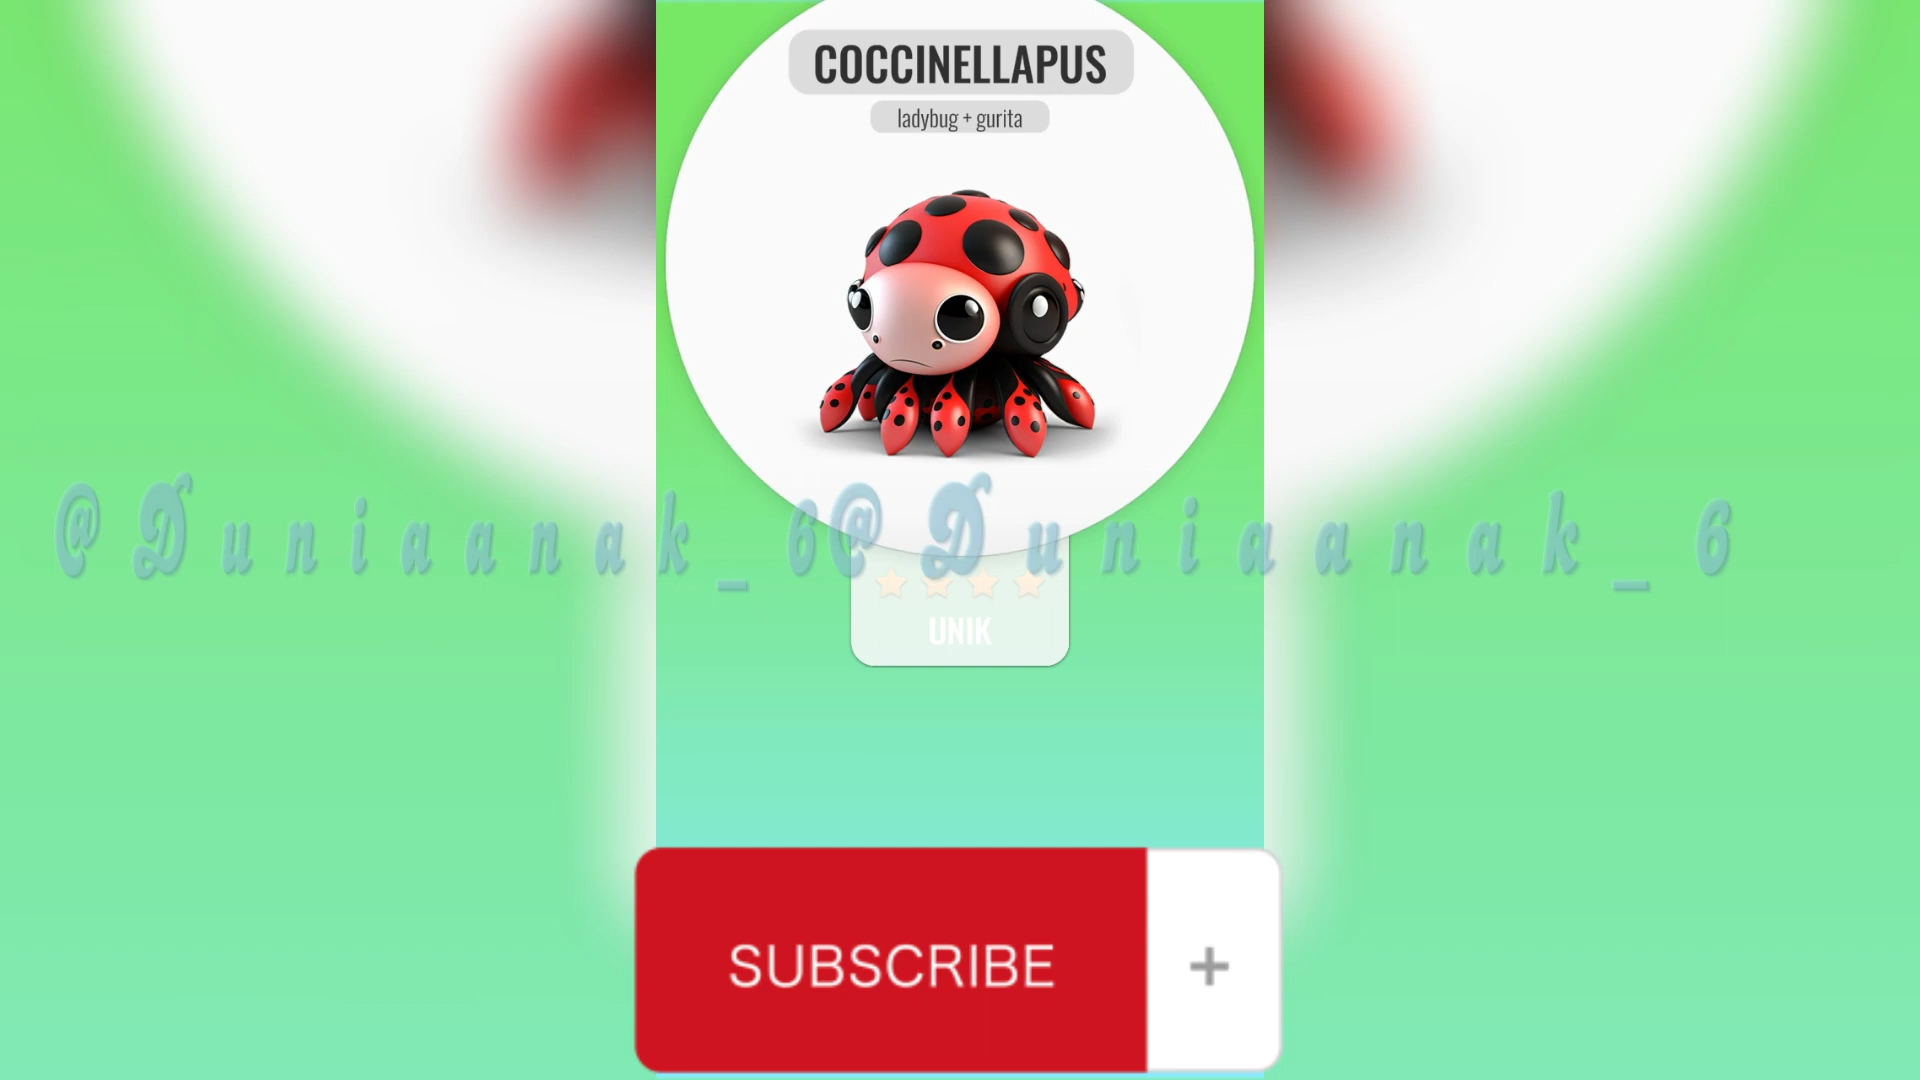 COCCINELLAPUS
ladybug + gurita
@Duniaanak_6@Duniaanak_6
UNIK
SUBSCRIBE +